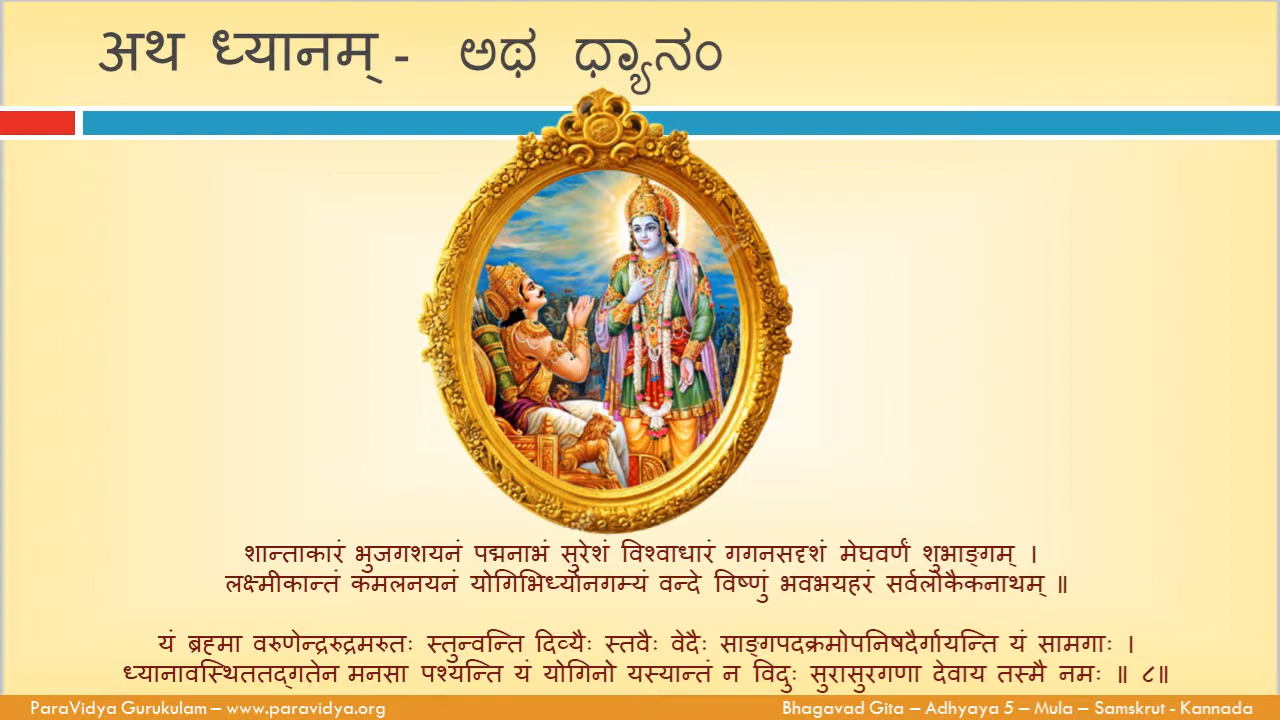 अथ ध्यानम् - ಅಥ ಧ್ಯಾನಂ
शान्ताकारं भुजगशयनं पद्मनाभं सुरेशं विश्वाधारं गगनसदृशं मेघवर्णं शुभाङ्गम् ।
लक्ष्मीकान्तं कमलनयनं योगिभिर्ध्यानगम्यं वन्दे विष्णुं भवभयहरं सर्वलोकैकनाथम् ॥
यं ब्रह्मा वरुणेन्द्ररुद्रमरुतः स्तुन्वन्ति दिव्यैः स्तवैः वेदैः साङ्गपदक्रमोपनिषदैर्गायन्ति यं सामगाः ।
ध्यानावस्थिततद्गतेन मनसा पश्यन्ति यं योगिनो यस्यान्तं न विदुः सुरासुरगणा देवाय तस्मै नमः ॥ ८॥
ParaVidya Gurukulam – www.paravidya.org
Bhagavad Gita – Adhyaya 5 – Mula – Samskrut - Kannada